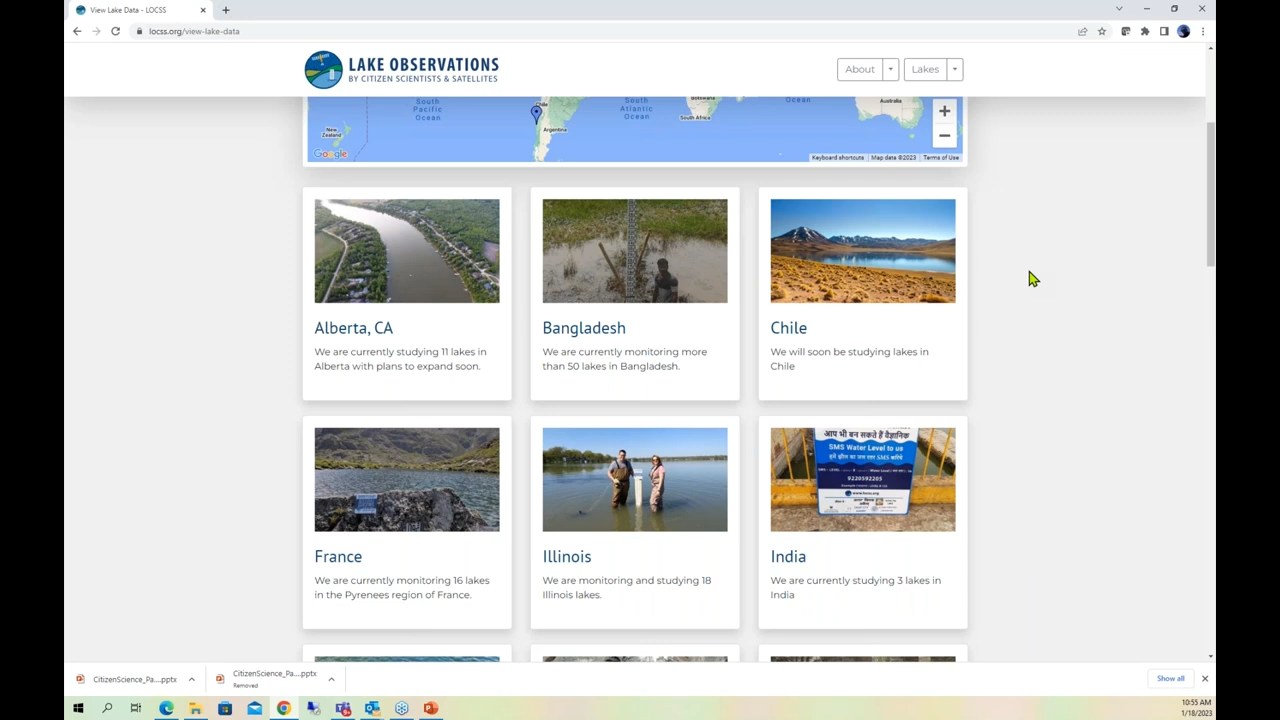 View Lake Data - LOCSS
locss.org/view-lake-data
LAKE OBSERVATIONS
BY CITIZEN SCIENTISTS & SATELLITES
About
Lakes
South
Pacific
Ocean
New
Zealand
Chile
Argentina
South
Atlantic
Ocean
Botswana
South Africa
Ocean
Australia
Google
Keyboard shortcuts
Map data ©2023
Terms of Use
Alberta, CA
We are currently studying 11 lakes in
Alberta with plans to expand soon.
Bangladesh
We are currently monitoring more
than 50 lakes in Bangladesh.
Chile
We will soon be studying lakes in
Chile
आप भी बन सकते हैं वैज्ञानिक
SMS Water Level to us
9220592205
www.locss.org
France
We are currently monitoring 16 lakes
in the Pyrenees region of France.
Illinois
We are monitoring and studying 18
Illinois lakes.
India
We are currently studying 3 lakes in
India
CitizenScience_Pa....pptx
CitizenScience_Pa....pptx
Removed
Show all
10:55 AM
1/18/2023